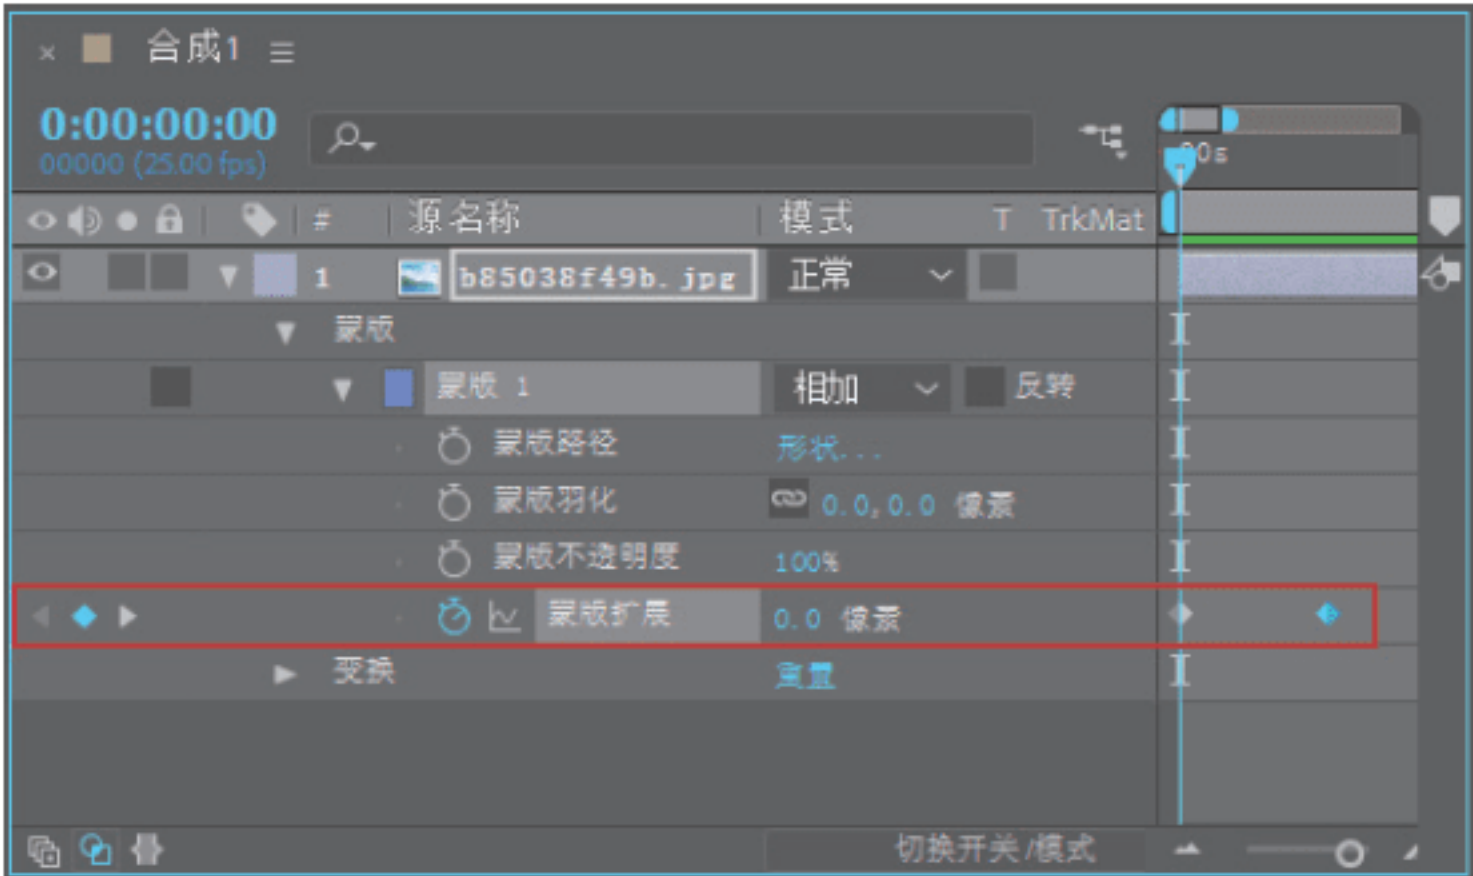 合成1
0:00:00:00
00000 (25.00 fps)
00s
# 源名称 模式 T TrkMat
1 b85038f49b.jpg 正常
蒙版
蒙版 1 相加 反转
蒙版路径 形状...
蒙版羽化 0.0,0.0 像素
蒙版不透明度 100%
蒙版扩展 0.0 像素
变换 重置
切换开关/模式